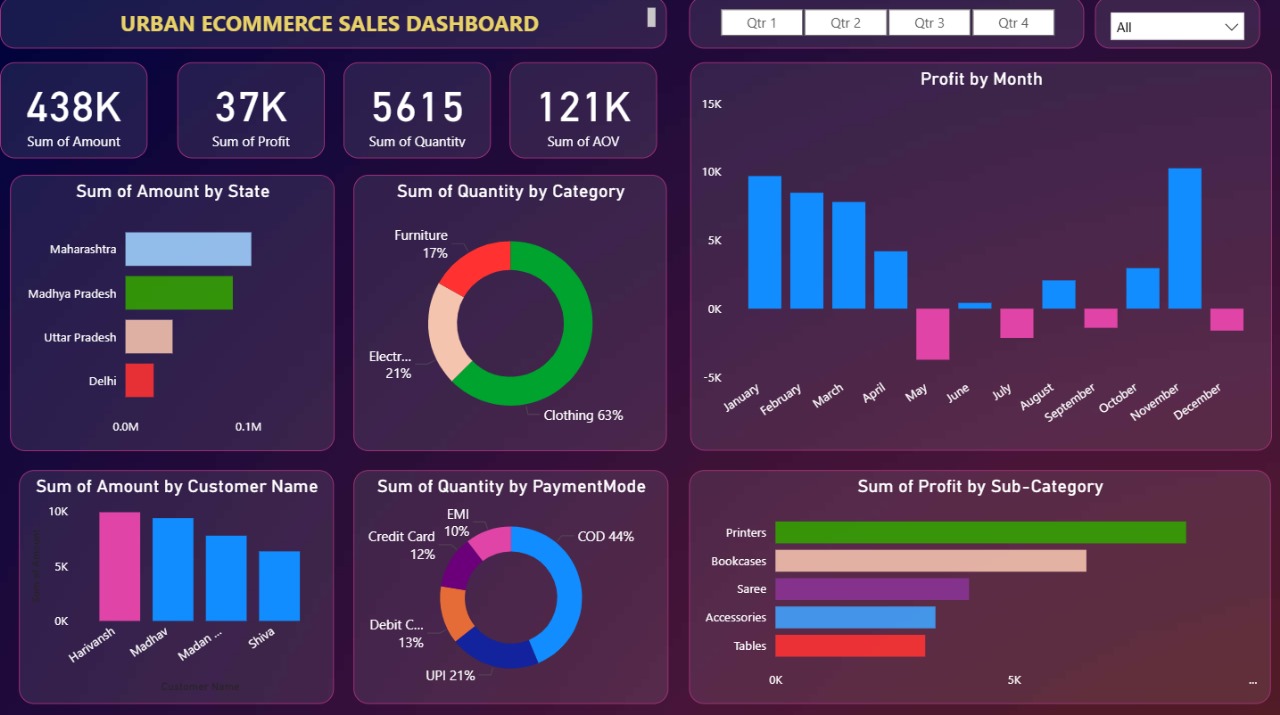 URBAN ECOMMERCE SALES DASHBOARD
Qtr 1
Qtr 2
Qtr 3
Qtr 4
All
438K
Sum of Amount
37K
Sum of Profit
5615
Sum of Quantity
121K
Sum of AOV
Profit by Month
15K
10K
5K
0K
-5K
January
February
March
April
May
June
July
August
September
October
November
December
Sum of Amount by State
Maharashtra
Madhya Pradesh
Uttar Pradesh
Delhi
0.0M
0.1M
Sum of Quantity by Category
Furniture
17%
Electr...
21%
Clothing 63%
Sum of Amount by Customer Name
10K
5K
0K
Harivansh
Madhav
Madan ...
Shiva
Customer Name
Sum of Quantity by PaymentMode
EMI
10%
Credit Card
12%
COD 44%
Debit C...
13%
UPI 21%
Sum of Profit by Sub-Category
Printers
Bookcases
Saree
Accessories
Tables
0K
5K
...